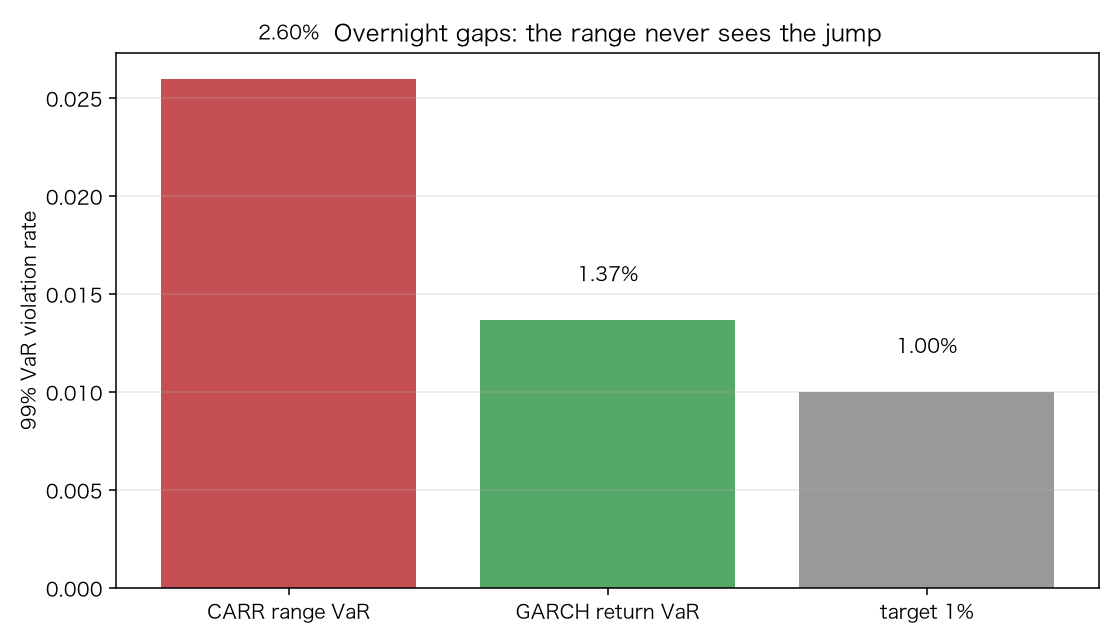 2.60%
Overnight gaps: the range never sees the jump
99% VaR violation rate
0.025
0.020
0.015
0.010
0.005
0.000
1.37%
1.00%
CARR range VaR
GARCH return VaR
target 1%